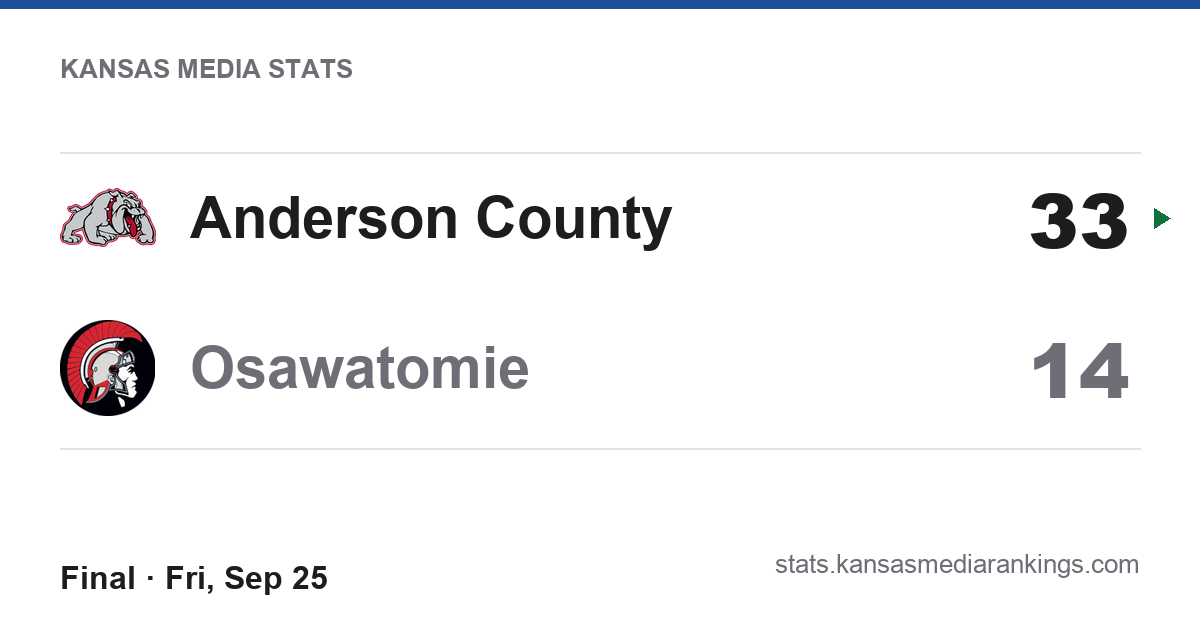 KANSAS MEDIA STATS
Anderson County 33
Osawatomie 14
Final · Fri, Sep 25
stats.kansasmediarankings.com